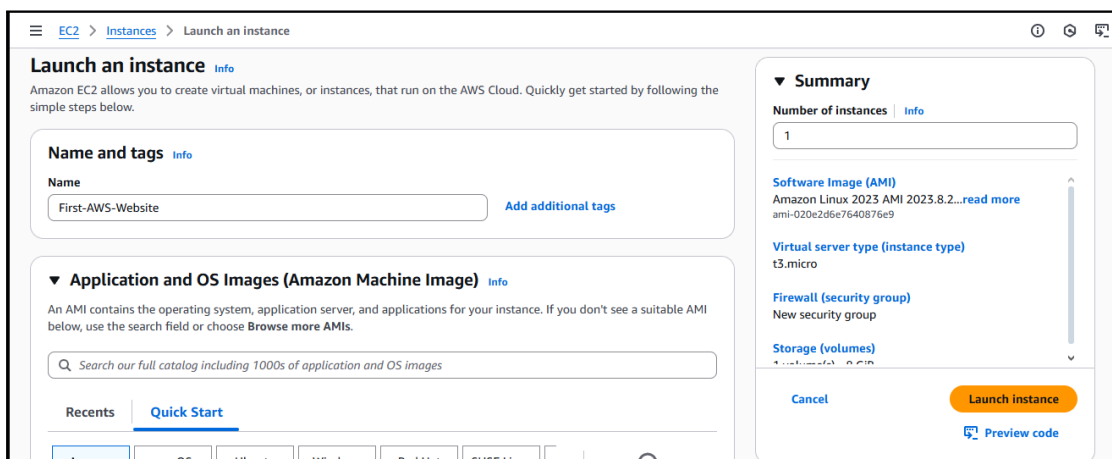 EC2 > Instances > Launch an instance
Launch an instance Info
Amazon EC2 allows you to create virtual machines, or instances, that run on the AWS Cloud. Quickly get started by following the
simple steps below.
Name and tags Info
Name
First-AWS-Website
Add additional tags
Application and OS Images (Amazon Machine Image) Info
An AMI contains the operating system, application server, and applications for your instance. If you don't see a suitable AMI
below, use the search field or choose Browse more AMIs.
Search our full catalog including 1000s of application and OS images
Recents
Quick Start
Summary
Number of instances Info
1
Software Image (AMI)
Amazon Linux 2023 AMI 2023.8.2...read more
ami-020e2d6e7640876e9
Virtual server type (instance type)
t3.micro
Firewall (security group)
New security group
Storage (volumes)
1 volume(s) - 8 GiB
Cancel
Launch instance
Preview code